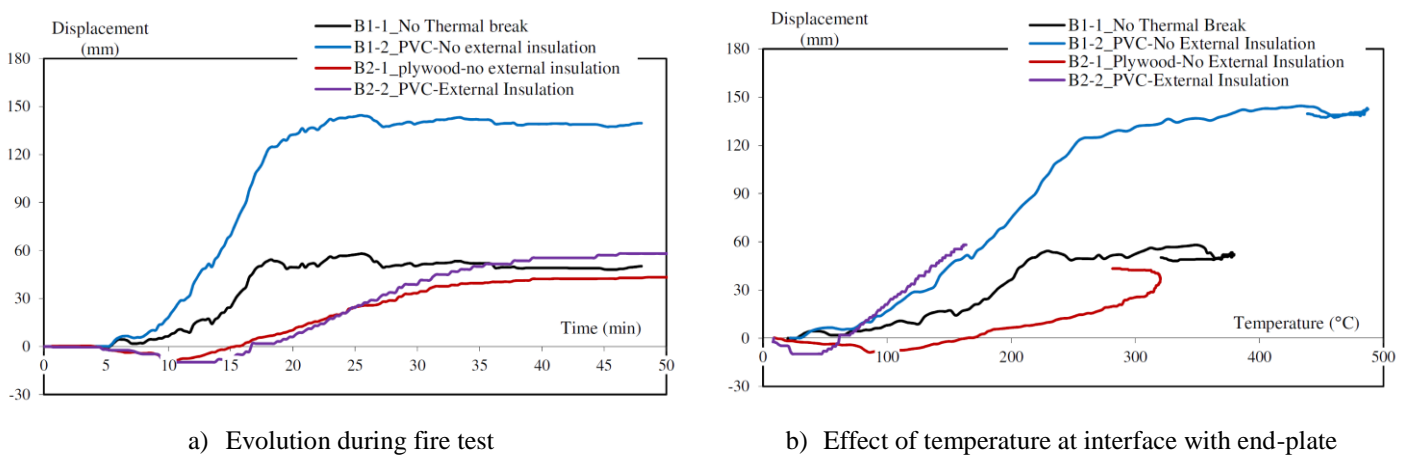 Displacement
(mm)
B1-1_No Thermal break
B1-2_PVC-No external insulation
B2-1_plywood-no external insulation
B2-2_PVC-External Insulation
180
150
120
90
60
30
0
-30
0
5
10
15
20
25
30
35
40
45
50
Time (min)
a) Evolution during fire test
Displacement
(mm)
B1-1_No Thermal Break
B1-2_PVC-No External Insulation
B2-1_Plywood-No External Insulation
B2-2_PVC-External Insulation
180
150
120
90
60
30
0
-30
0
100
200
300
400
500
Temperature (°C)
b) Effect of temperature at interface with end-plate